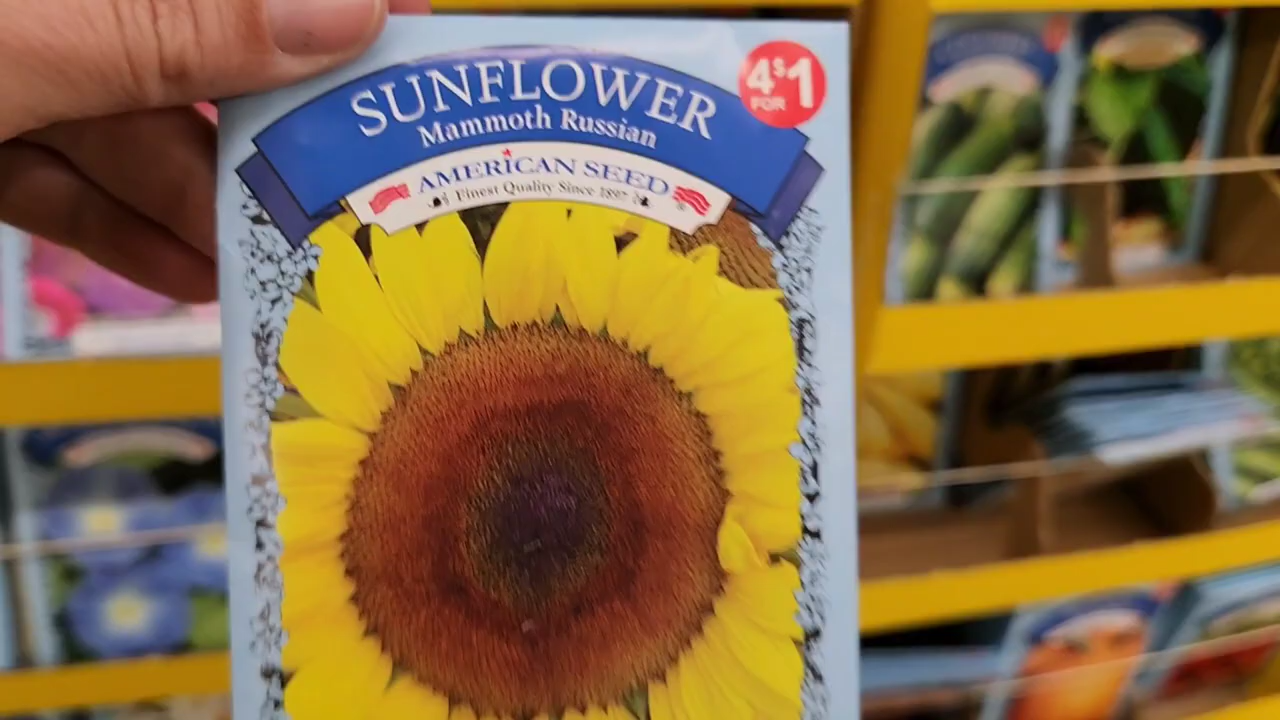 SUNFLOWER
Mammoth Russian
AMERICAN SEED
Finest Quality Since 1897
4 FOR $1